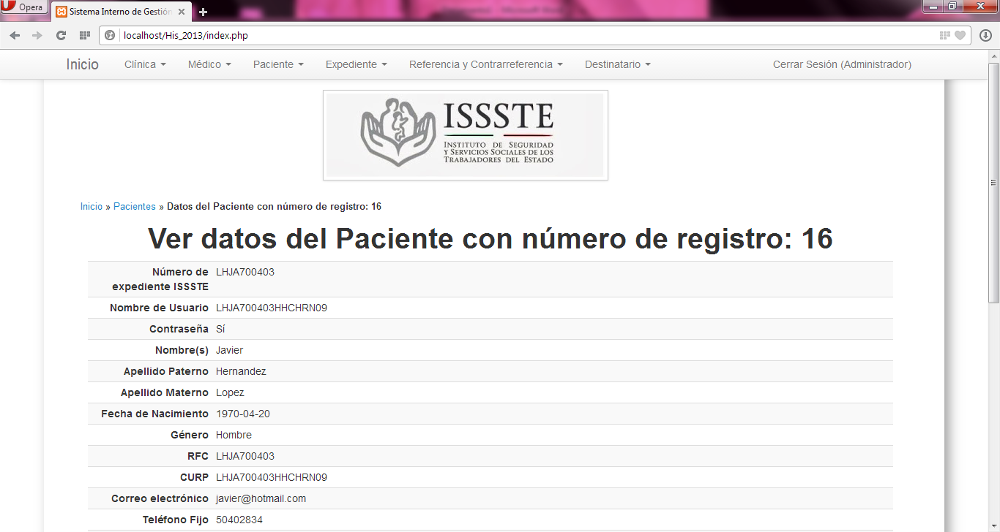 Opera
Sistema Interno de Gestión
localhost/His_2013/index.php
Inicio Clínica Médico Paciente Expediente Referencia y Contrarreferencia Destinatario Cerrar Sesión (Administrador)
ISSSTE
INSTITUTO DE SEGURIDAD
Y SERVICIOS SOCIALES DE LOS
TRABAJADORES DEL ESTADO
Inicio » Pacientes » Datos del Paciente con número de registro: 16
Ver datos del Paciente con número de registro: 16
Número de expediente ISSSTE LHJA700403
Nombre de Usuario LHJA700403HHCHRN09
Contraseña Sí
Nombre(s) Javier
Apellido Paterno Hernandez
Apellido Materno Lopez
Fecha de Nacimiento 1970-04-20
Género Hombre
RFC LHJA700403
CURP LHJA700403HHCHRN09
Correo electrónico javier@hotmail.com
Teléfono Fijo 50402834